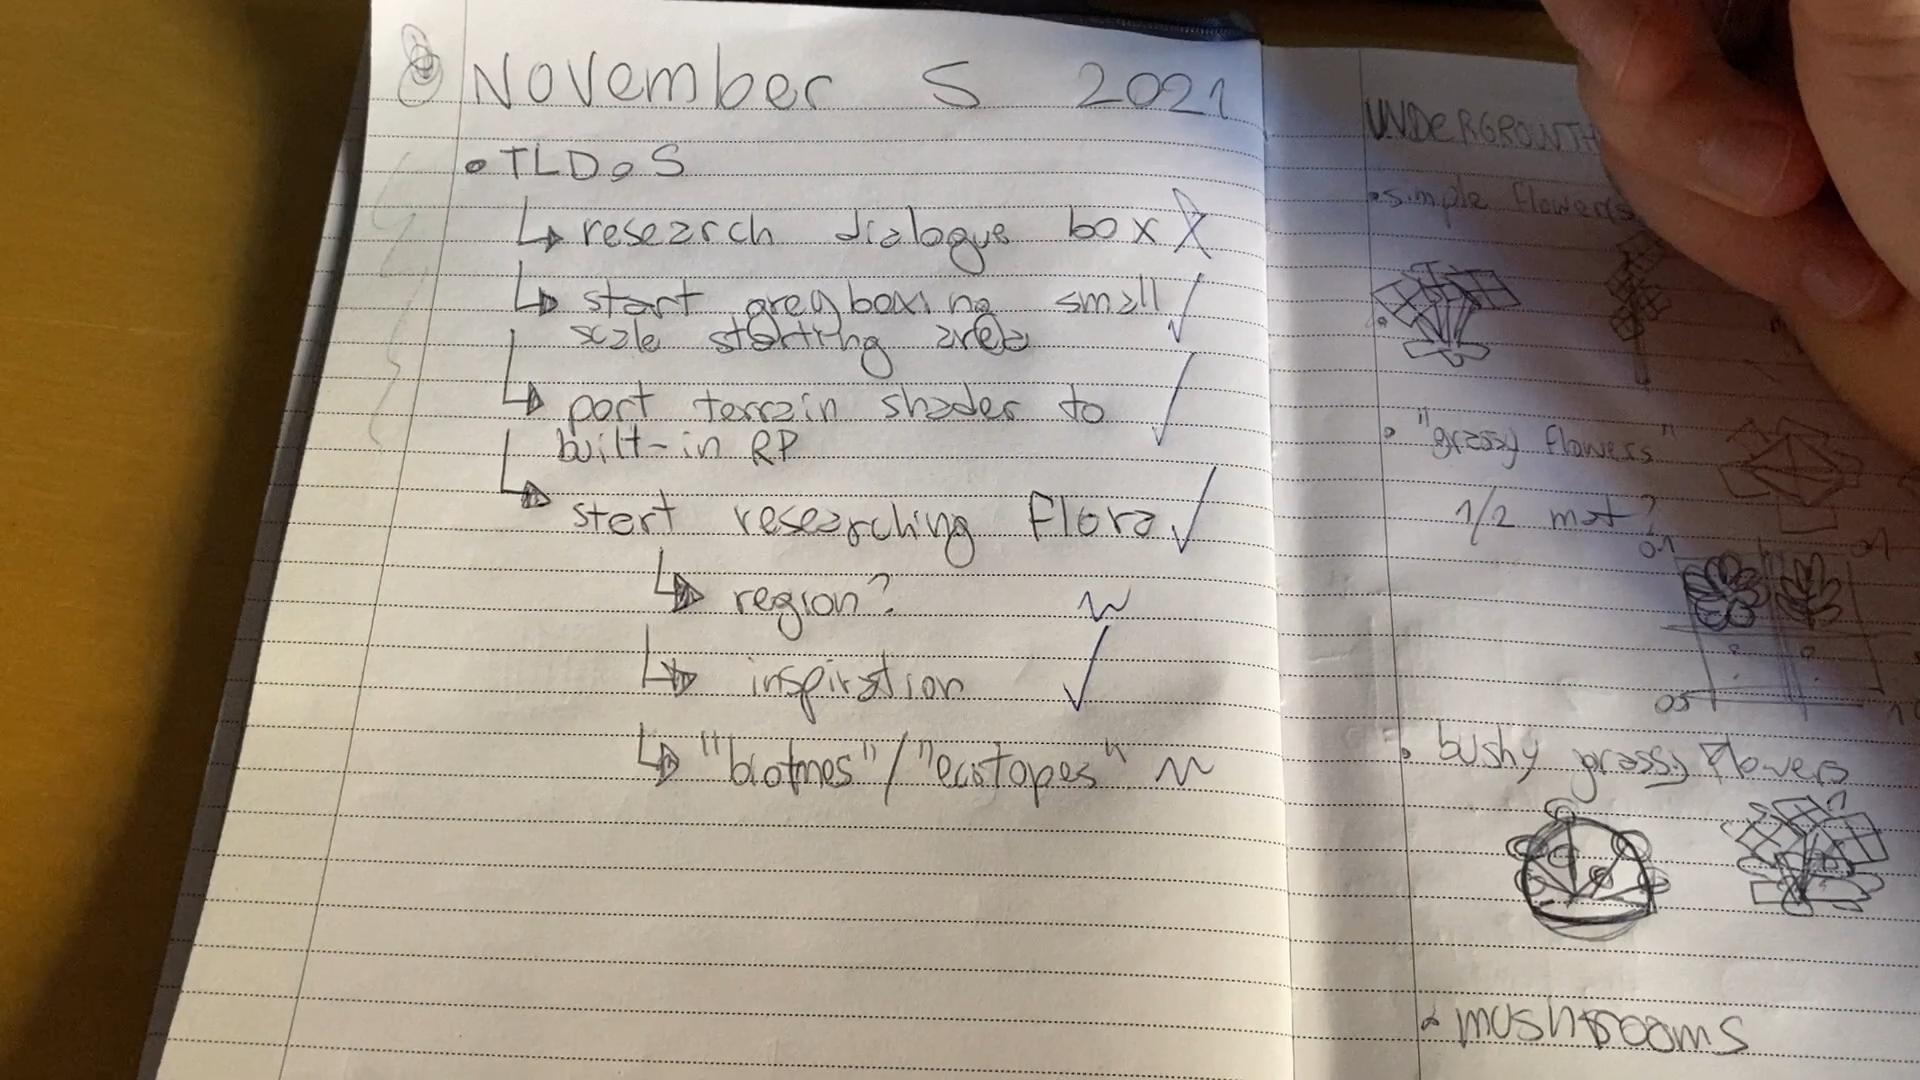 November 5 2021
• TLDoS
↳ research dialogue box X
↳ start greyboxing small ✓
scale starting area
↳ port terrain shader to ✓
built-in RP
↳ start researching flora ✓
↳ region? ~
↳ inspiration ✓
↳ "biotmes" / "ecotopes" ~
UNDERGROWTH
• simple flowers
• "grassy flowers"
1/2 mat?
• bushy grassy flowers
• mushrooms